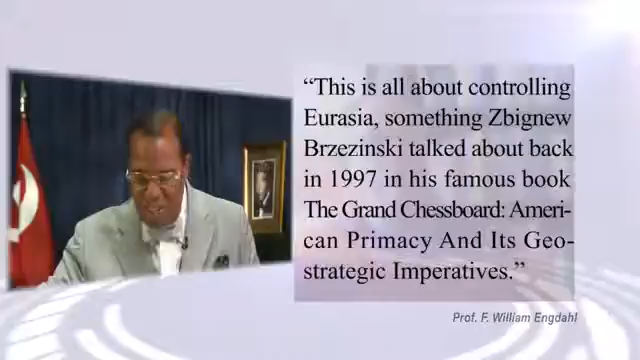 “This is all about controlling
Eurasia, something Zbignew
Brzezinski talked about back
in 1997 in his famous book
The Grand Chessboard: Ameri-
can Primacy And Its Geo-
strategic Imperatives.”
Prof. F. William Engdahl